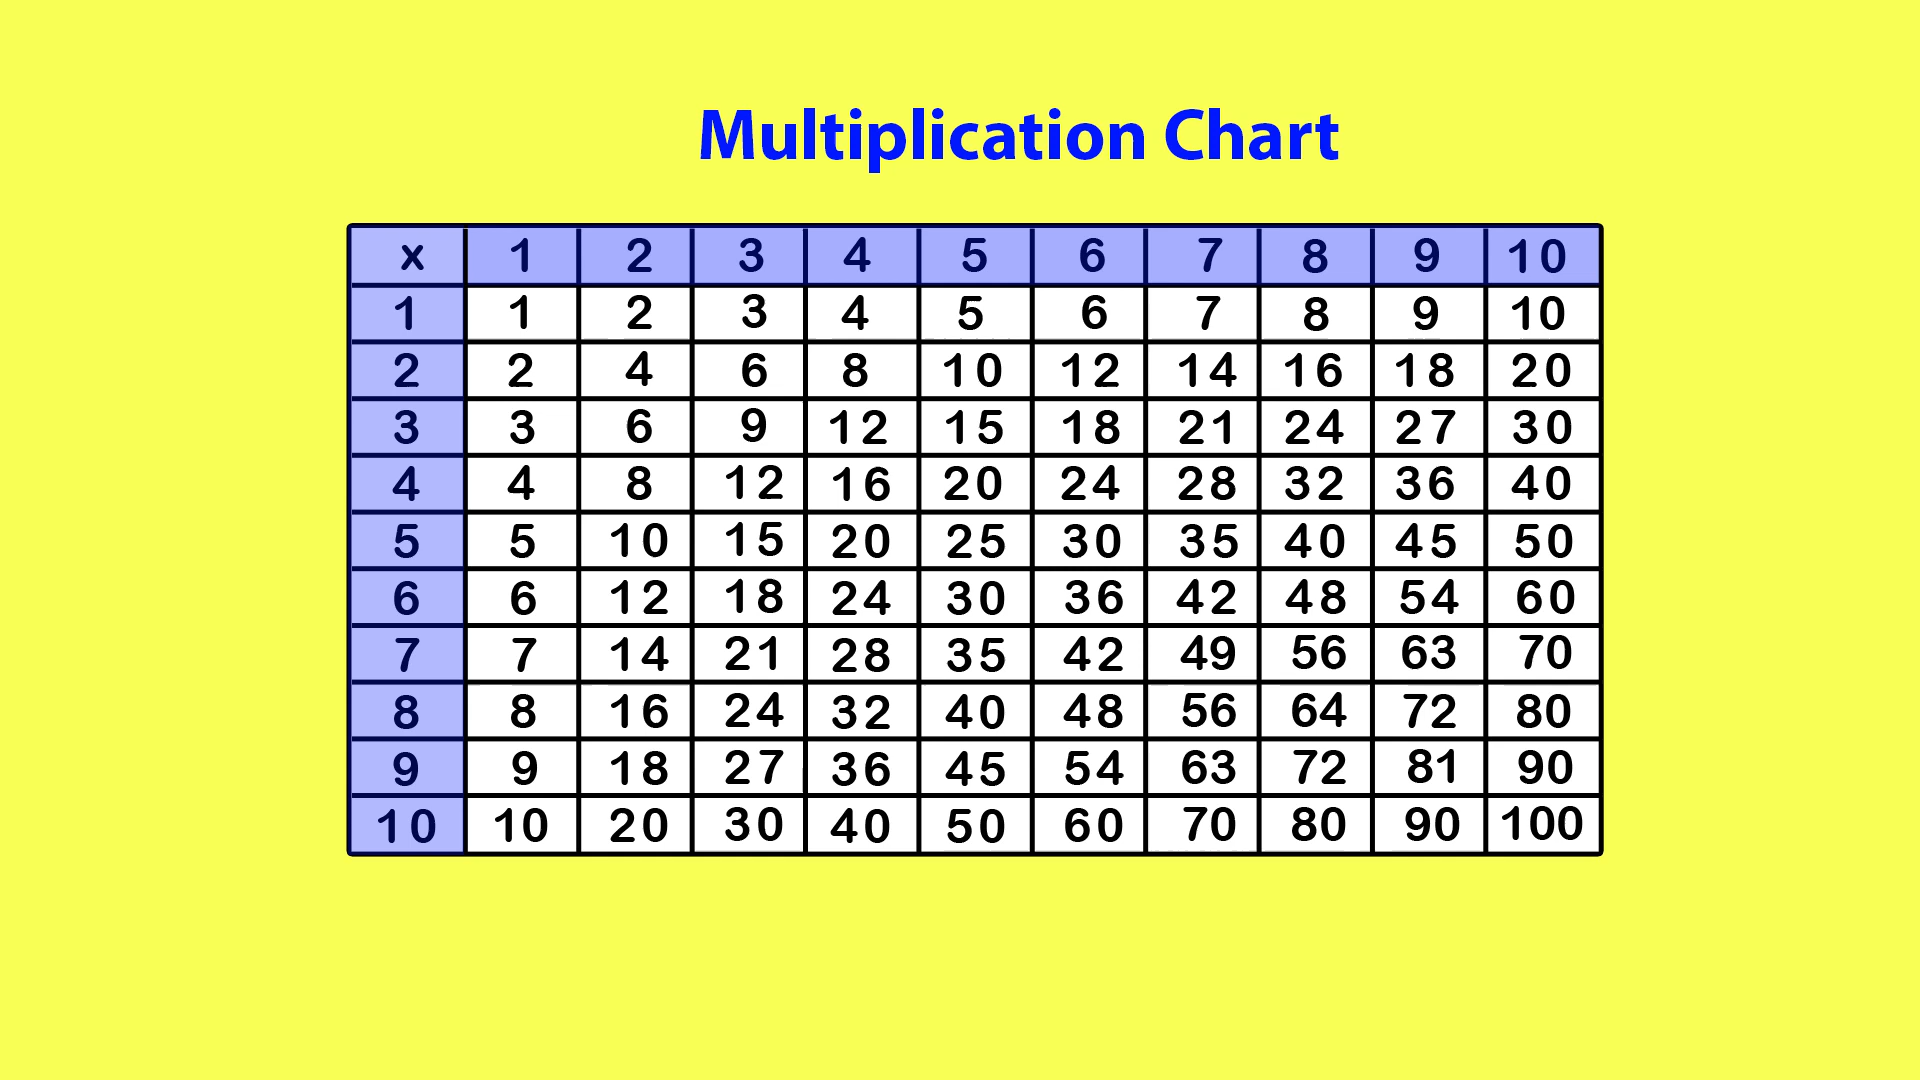 Multiplication Chart
x 1 2 3 4 5 6 7 8 9 10
1 1 2 3 4 5 6 7 8 9 10
2 2 4 6 8 10 12 14 16 18 20
3 3 6 9 12 15 18 21 24 27 30
4 4 8 12 16 20 24 28 32 36 40
5 5 10 15 20 25 30 35 40 45 50
6 6 12 18 24 30 36 42 48 54 60
7 7 14 21 28 35 42 49 56 63 70
8 8 16 24 32 40 48 56 64 72 80
9 9 18 27 36 45 54 63 72 81 90
10 10 20 30 40 50 60 70 80 90 100